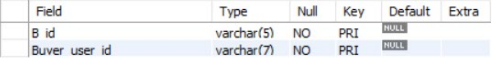 Field Type Null Key Default Extra
B_id varchar(5) NO PRI NULL
Buyer_user_id varchar(7) NO PRI NULL